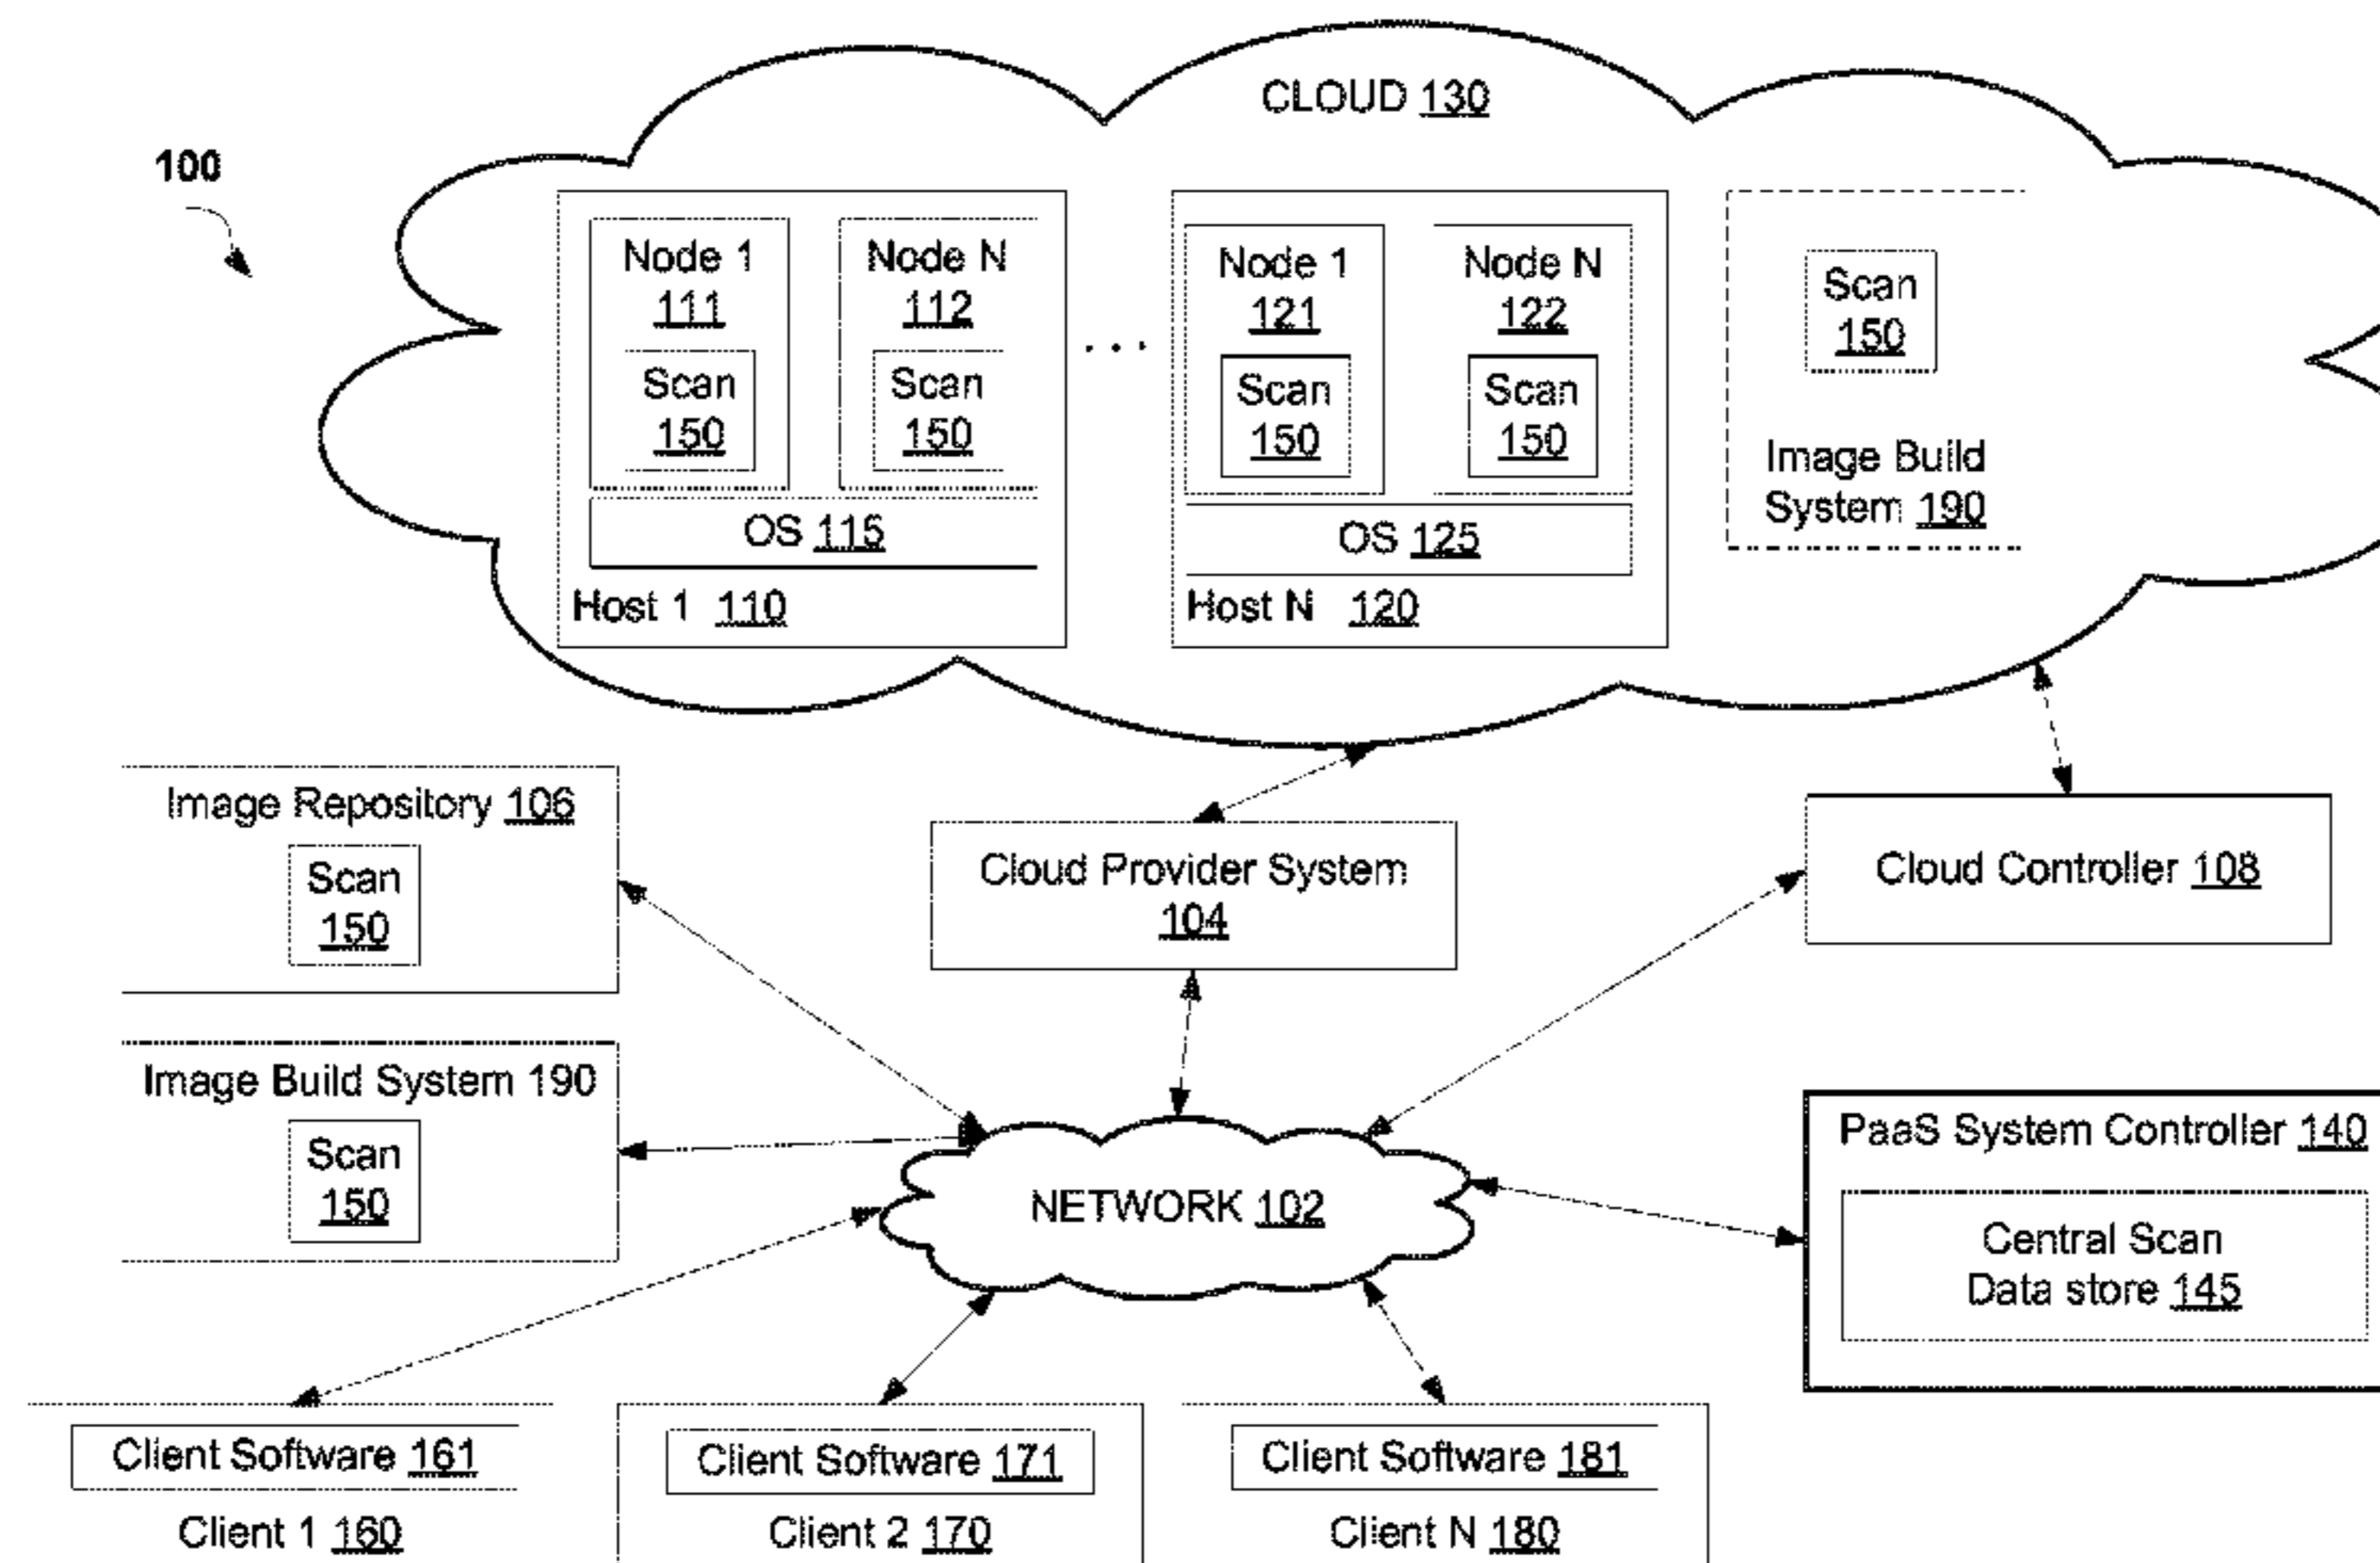 CLOUD 130
100
Node 1
111
Scan
150
Node N
112
Scan
150
OS 115
Host 1 110
. . .
Node 1
121
Scan
150
Node N
122
Scan
150
OS 125
Host N 120
Scan
150
Image Build
System 190
Image Repository 106
Scan
150
Cloud Provider System
104
Cloud Controller 108
Image Build System 190
Scan
150
NETWORK 102
PaaS System Controller 140
Central Scan
Data store 145
Client Software 161
Client 1 160
Client Software 171
Client 2 170
Client Software 181
Client N 180